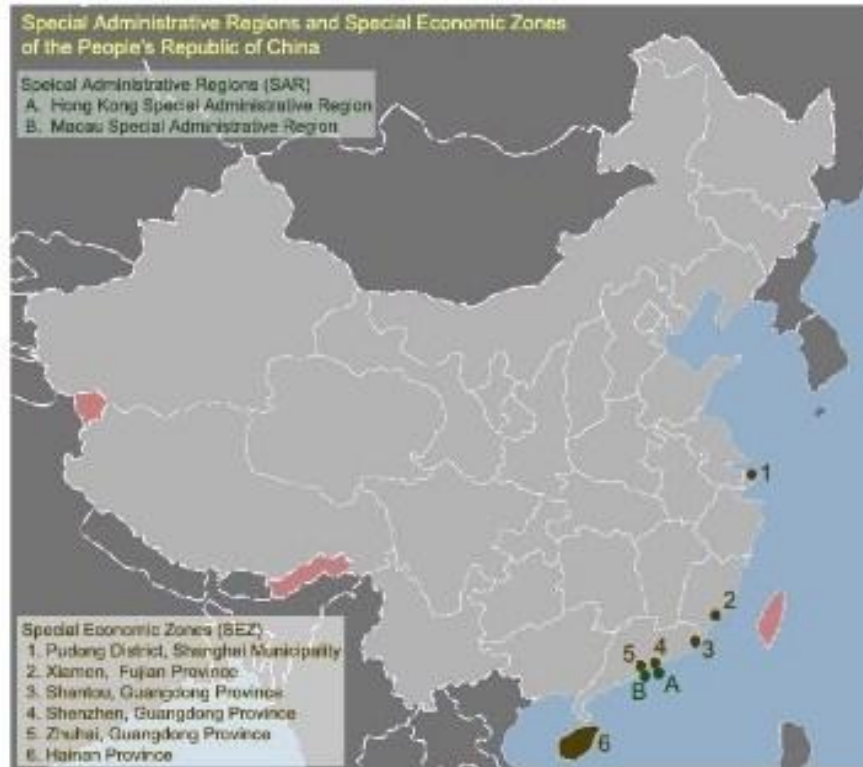 Special Administrative Regions and Special Economic Zones
of the People's Republic of China
Speical Administrative Regions (SAR)
A. Hong Kong Special Administrative Region
B. Macau Special Administrative Region
1
2
3
4
5
A
B
6
Special Economic Zones (SEZ)
1. Pudong District, Shanghai Municipality
2. Xiamen, Fujian Province
3. Shantou, Guangdong Province
4. Shenzhen, Guangdong Province
5. Zhuhai, Guangdong Province
6. Hainan Province